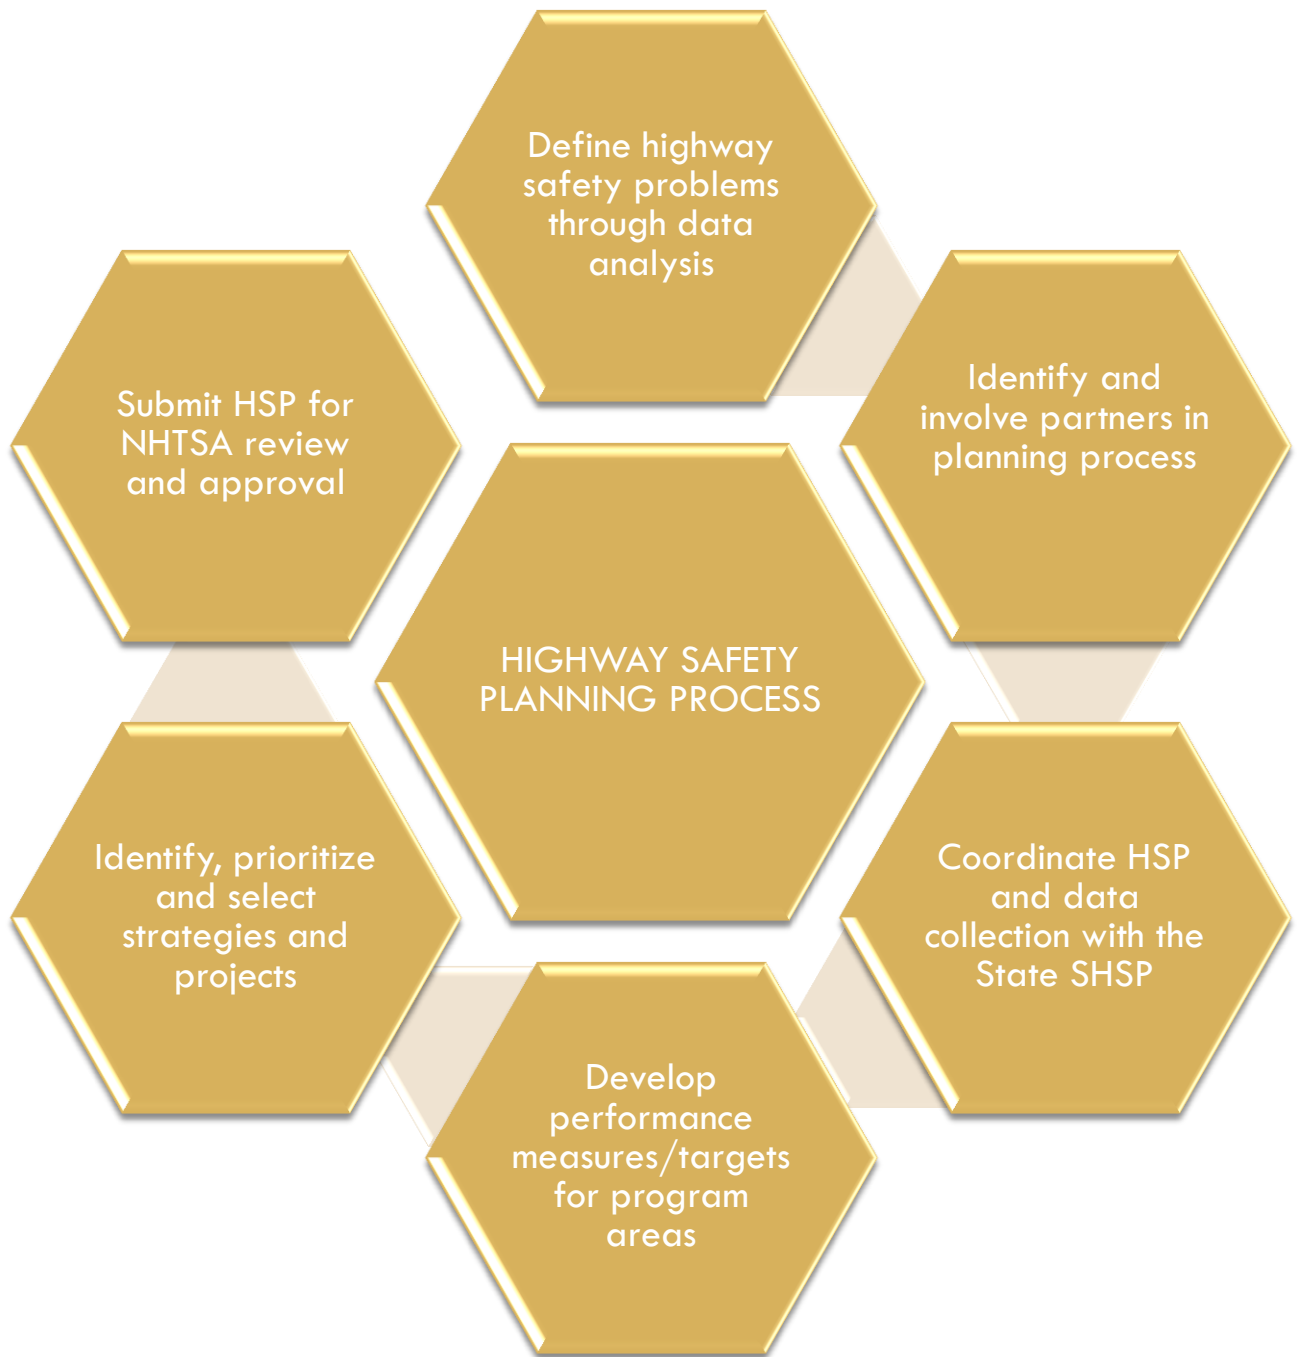 Define highway
safety problems
through data
analysis
Identify and
involve partners in
planning process
Coordinate HSP
and data
collection with the
State SHSP
Develop
performance
measures/targets
for program
areas
Identify, prioritize
and select
strategies and
projects
Submit HSP for
NHTSA review
and approval
HIGHWAY SAFETY
PLANNING PROCESS